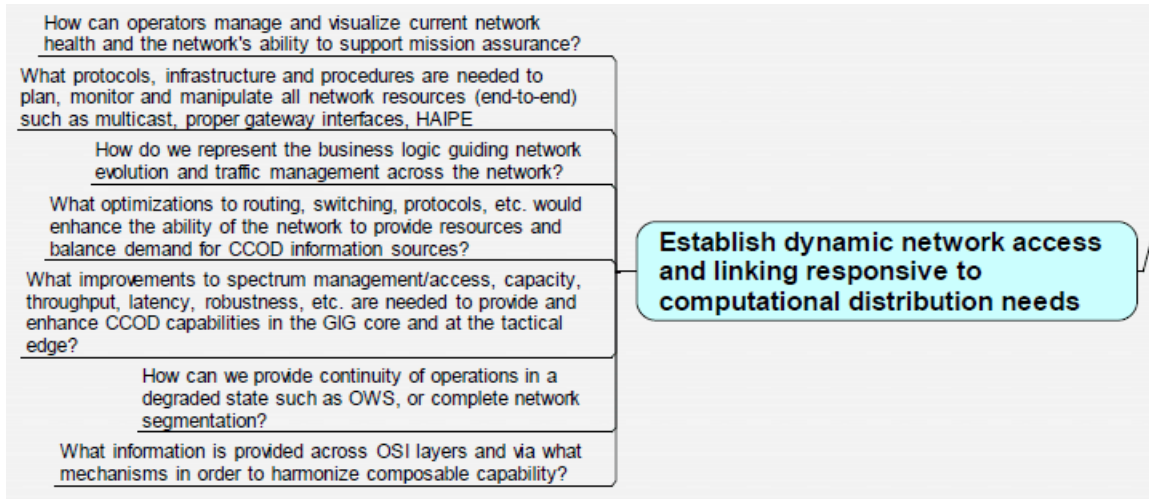 How can operators manage and visualize current network
health and the network's ability to support mission assurance?
What protocols, infrastructure and procedures are needed to
plan, monitor and manipulate all network resources (end-to-end)
such as multicast, proper gateway interfaces, HAIPE
How do we represent the business logic guiding network
evolution and traffic management across the network?
What optimizations to routing, switching, protocols, etc. would
enhance the ability of the network to provide resources and
balance demand for CCOD information sources?
What improvements to spectrum management/access, capacity,
throughput, latency, robustness, etc. are needed to provide and
enhance CCOD capabilities in the GIG core and at the tactical
edge?
How can we provide continuity of operations in a
degraded state such as OWS, or complete network
segmentation?
What information is provided across OSI layers and via what
mechanisms in order to harmonize composable capability?
Establish dynamic network access
and linking responsive to
computational distribution needs